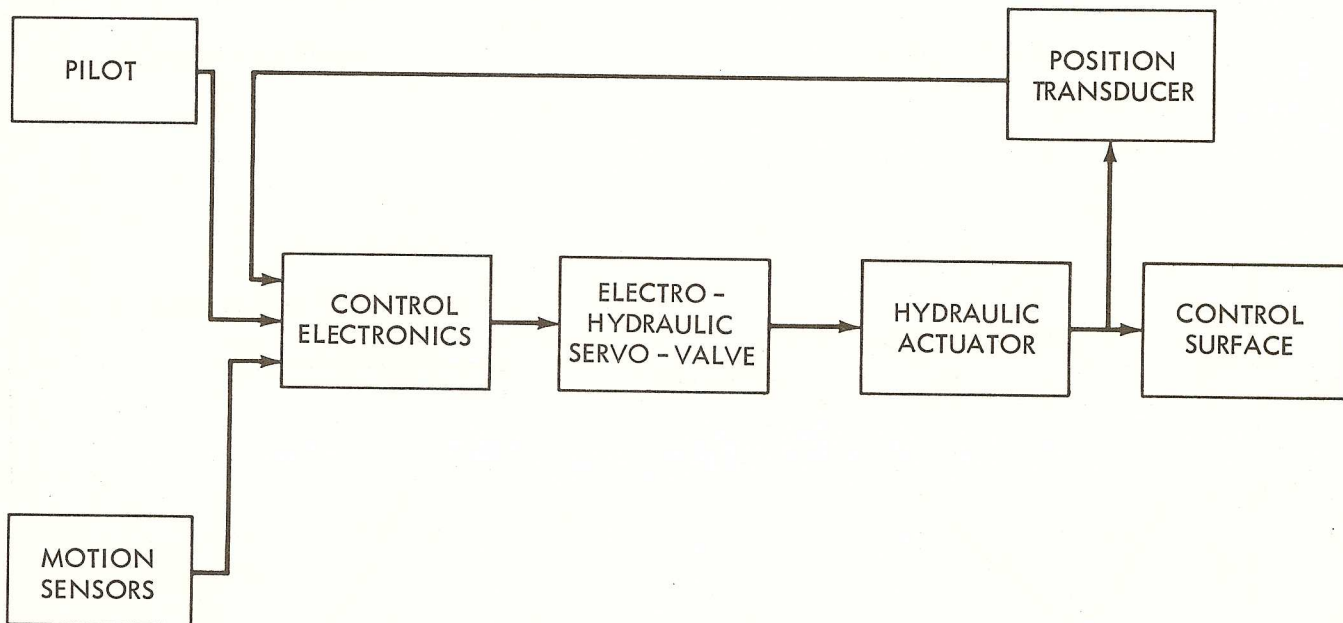 PILOT
POSITION
TRANSDUCER
CONTROL
ELECTRONICS
ELECTRO-
HYDRAULIC
SERVO-VALVE
HYDRAULIC
ACTUATOR
CONTROL
SURFACE
MOTION
SENSORS